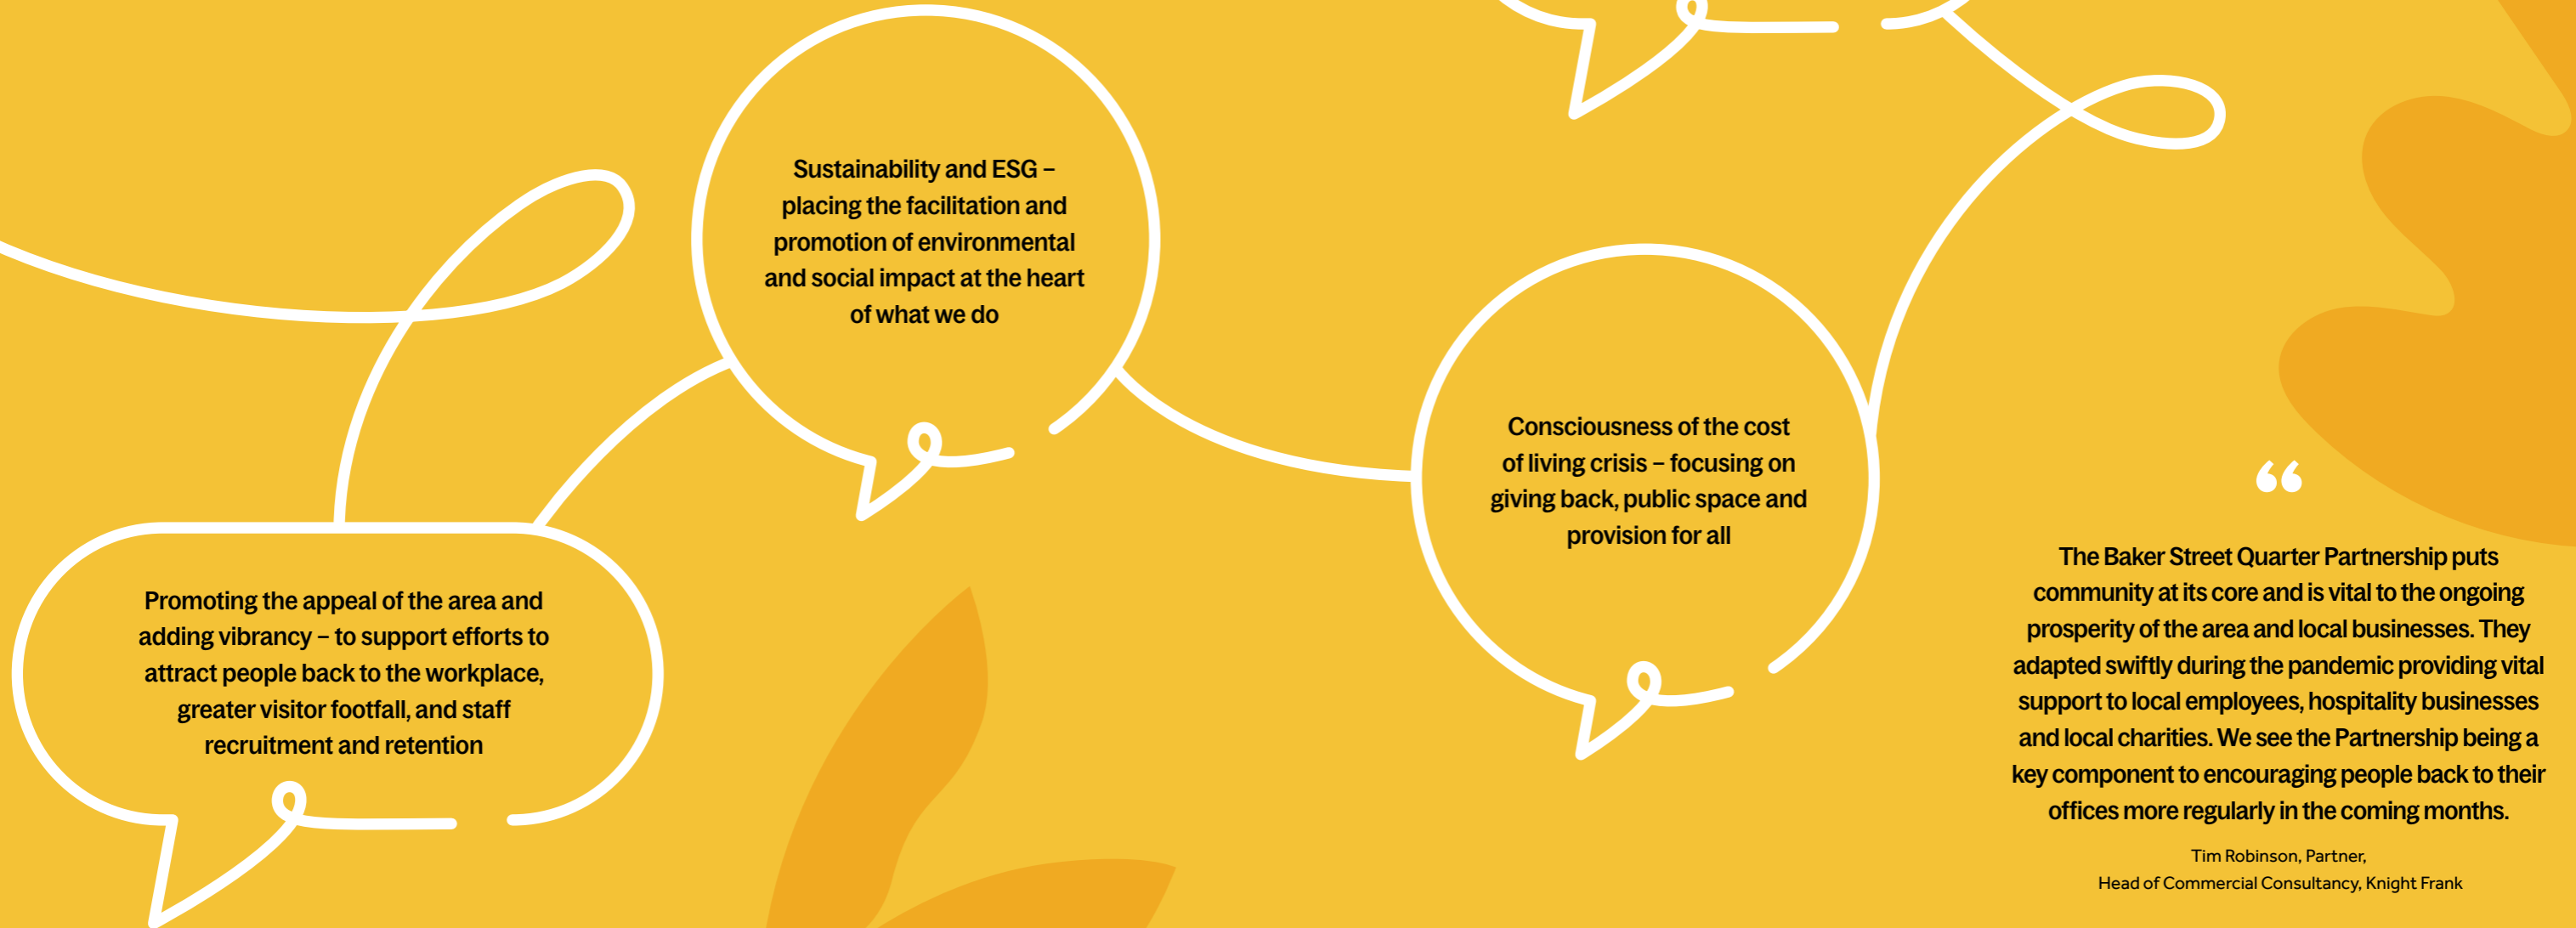 Sustainability and ESG –
placing the facilitation and
promotion of environmental
and social impact at the heart
of what we do
Consciousness of the cost
of living crisis – focusing on
giving back, public space and
provision for all
Promoting the appeal of the area and
adding vibrancy – to support efforts to
attract people back to the workplace,
greater visitor footfall, and staff
recruitment and retention
“
The Baker Street Quarter Partnership puts
community at its core and is vital to the ongoing
prosperity of the area and local businesses. They
adapted swiftly during the pandemic providing vital
support to local employees, hospitality businesses
and local charities. We see the Partnership being a
key component to encouraging people back to their
offices more regularly in the coming months.
Tim Robinson, Partner,
Head of Commercial Consultancy, Knight Frank